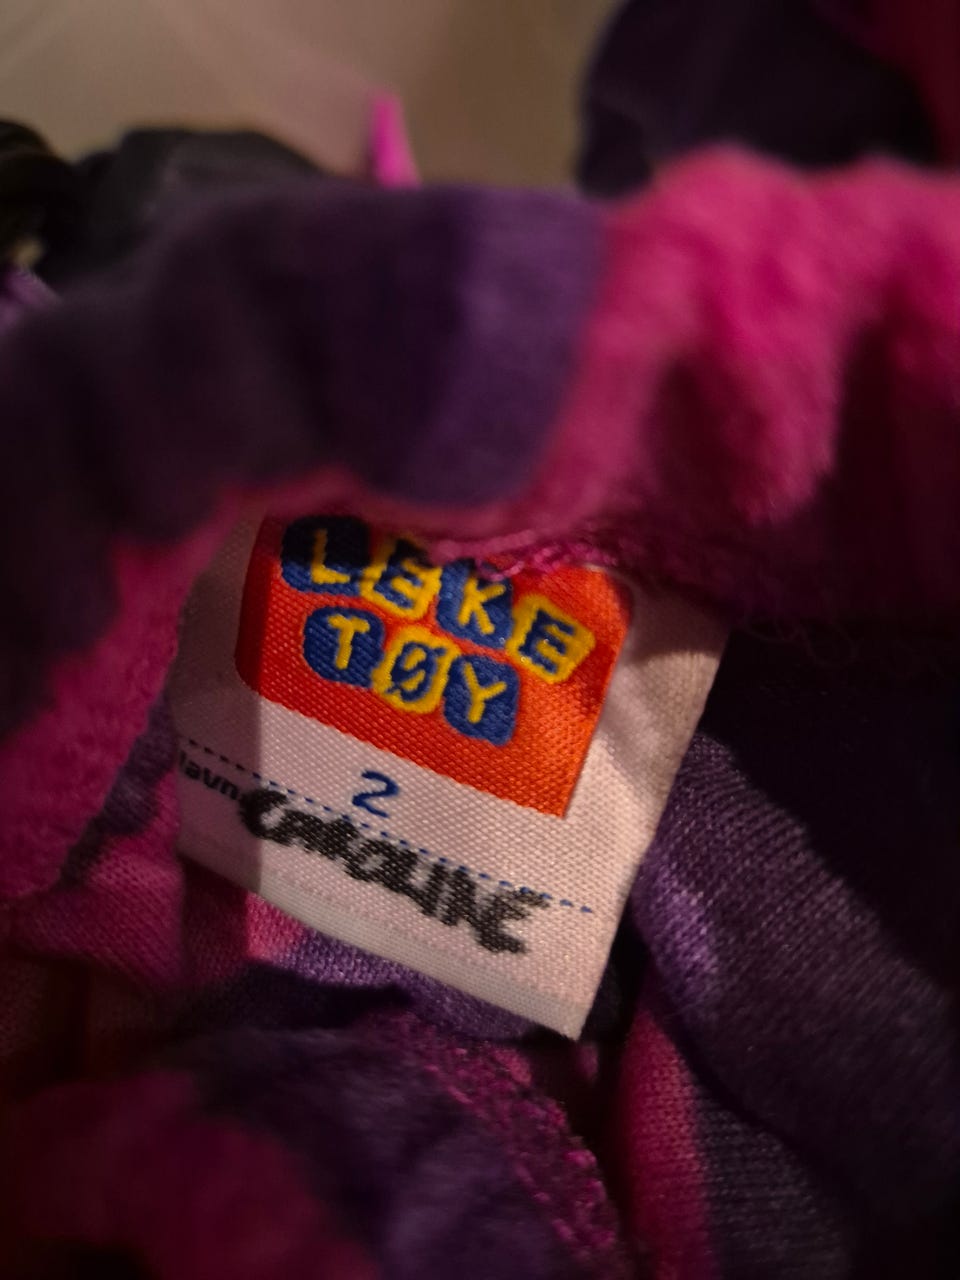 LEKE
TØY
2
Navn:
CAROLINE